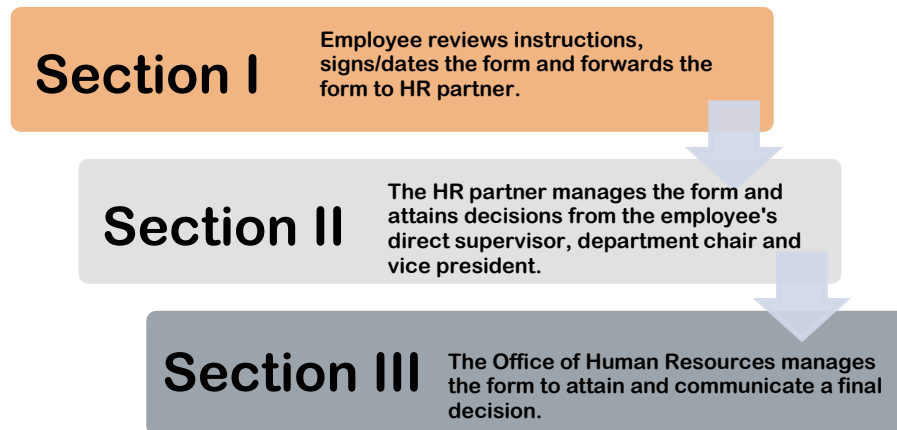 Section I
Employee reviews instructions,
signs/dates the form and forwards the
form to HR partner.
Section II
The HR partner manages the form and
attains decisions from the employee's
direct supervisor, department chair and
vice president.
Section III
The Office of Human Resources manages
the form to attain and communicate a final
decision.